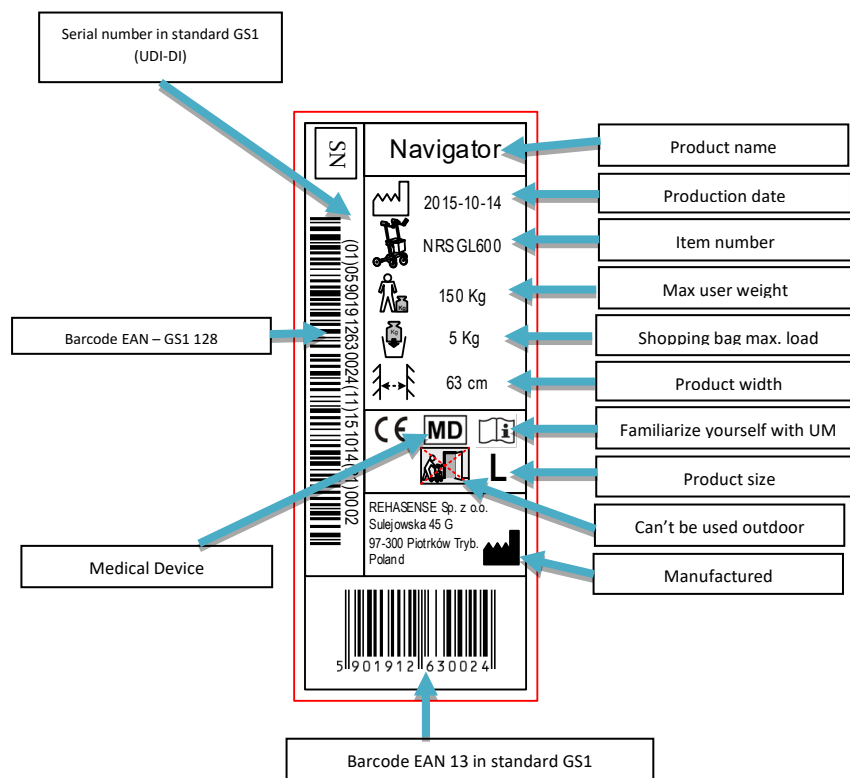 Serial number in standard GS1
(UDI-DI)
SN
Navigator
Product name
2015-10-14
Production date
NRSGL600
Item number
Kg
150 Kg
Max user weight
Kg
5 Kg
Shopping bag max. load
63 cm
Product width
(01)05901912630024(11)151014(21)0002
Barcode EAN – GS1 128
CE MD i
Familiarize yourself with UM
L
Product size
REHASENSE Sp. z o.o.
Sulejowska 45 G
97-300 Piotrków Tryb.
Poland
Can't be used outdoor
Medical Device
Manufactured
5 901912 630024
Barcode EAN 13 in standard GS1